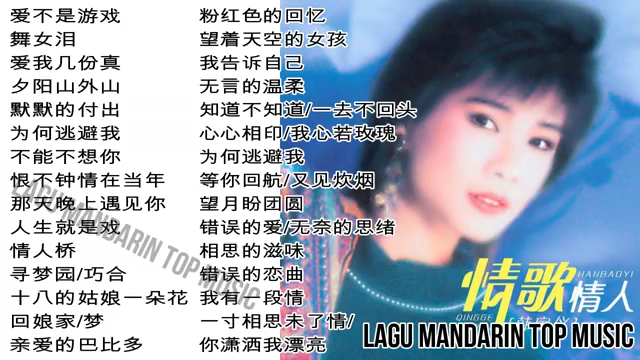 爱不是游戏
舞女泪
爱我几份真
夕阳山外山
默默的付出
为何逃避我
不能不想你
恨不钟情在当年
那天晚上遇见你
人生就是戏
情人桥
寻梦园/巧合
十八的姑娘一朵花
回娘家/梦
亲爱的巴比多
粉红色的回忆
望着天空的女孩
我告诉自己
无言的温柔
知道不知道/一去不回头
心心相印/我心若玫瑰
为何逃避我
等你回航/又见炊烟
望月盼团圆
错误的爱/无奈的思绪
相思的滋味
错误的恋曲
我有一段情
一寸相思未了情/
你潇洒我漂亮
LAGU MANDARIN TOP MUSIC
情歌情人
HANBAOYI
QINGGE
LAGU MANDARIN TOP MUSIC